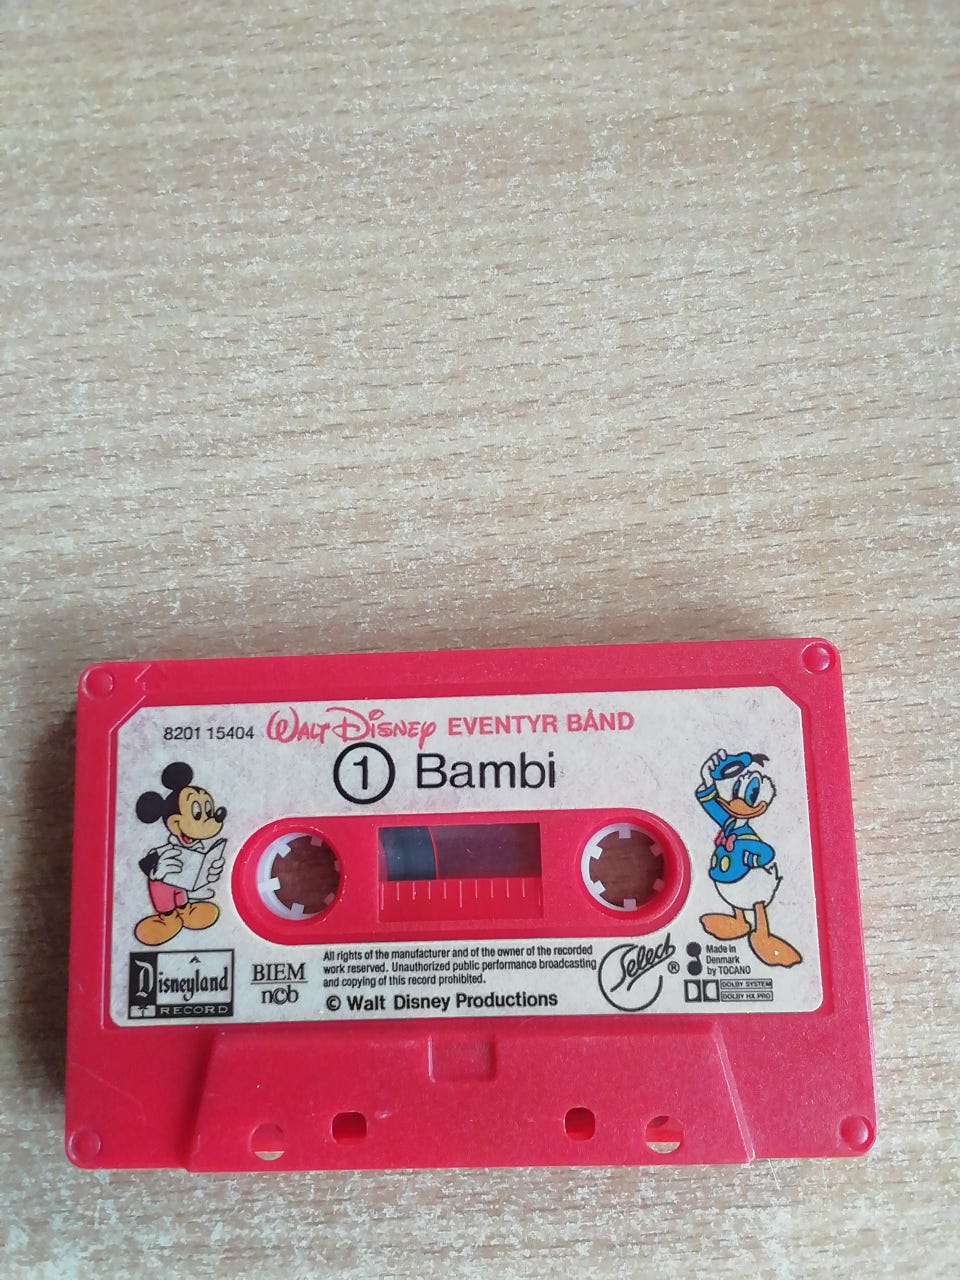 8201 15404 WALT DISNEY EVENTYR BÅND
1 Bambi
Disneyland
RECORD
BIEM
ncb
All rights of the manufacturer and of the owner of the recorded
work reserved. Unauthorized public performance broadcasting
and copying of this record prohibited.
© Walt Disney Productions
Select ®
Made in
Denmark
by TOCANO
DOLBY SYSTEM
DOLBY HX PRO